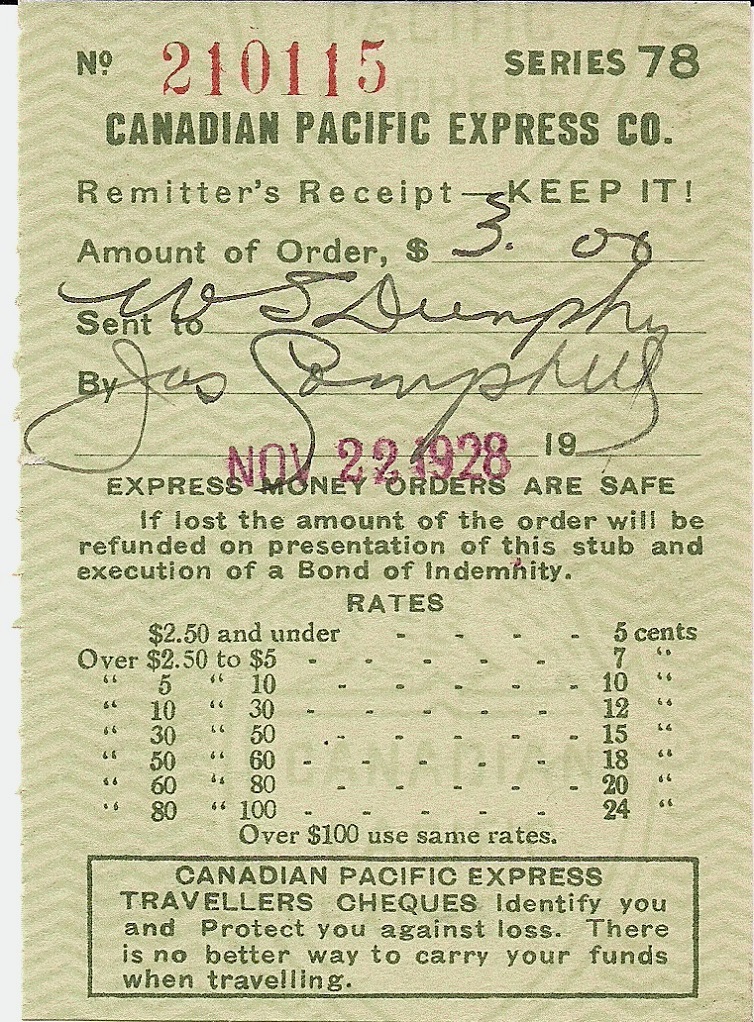 Nº 210115 SERIES 78
CANADIAN PACIFIC EXPRESS CO.
Remitter's Receipt—KEEP IT!
Amount of Order, $ 3. 00
Sent to W S Dunphy
By Jas Campbell
NOV 22 1928 19
EXPRESS MONEY ORDERS ARE SAFE
If lost the amount of the order will be
refunded on presentation of this stub and
execution of a Bond of Indemnity.
RATES
$2.50 and under - - - - 5 cents
Over $2.50 to $5 - - - - - 7 “
“ 5 “ 10 - - - - - 10 “
“ 10 “ 30 - - - - - 12 “
“ 30 “ 50 - - - - - 15 “
“ 50 “ 60 - - - - - 18 “
“ 60 “ 80 - - - - - 20 “
“ 80 “ 100 - - - - - 24 “
Over $100 use same rates.
CANADIAN PACIFIC EXPRESS
TRAVELLERS CHEQUES Identify you
and Protect you against loss. There
is no better way to carry your funds
when travelling.